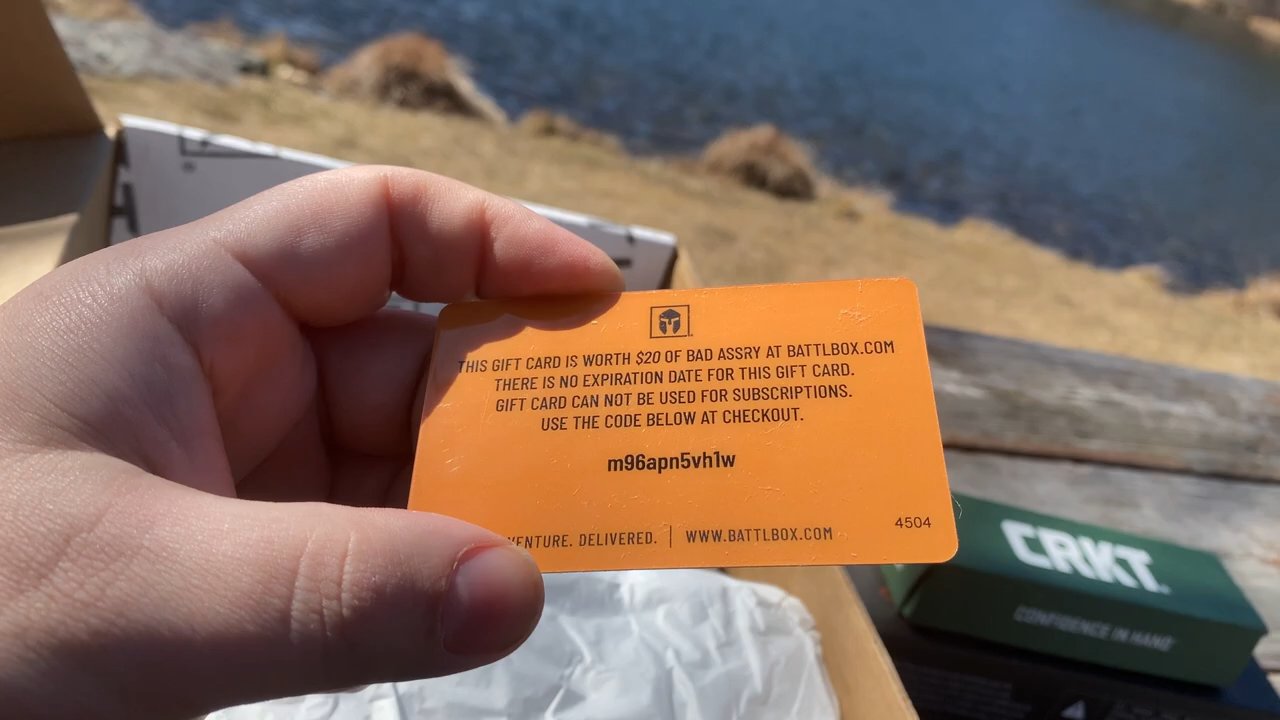 THIS GIFT CARD IS WORTH $20 OF BAD ASSRY AT BATTLBOX.COM
THERE IS NO EXPIRATION DATE FOR THIS GIFT CARD.
GIFT CARD CAN NOT BE USED FOR SUBSCRIPTIONS.
USE THE CODE BELOW AT CHECKOUT.
m96apn5vh1w
4504
VENTURE. DELIVERED. | WWW.BATTLBOX.COM
CRKT
CONFIDENCE IN HAND